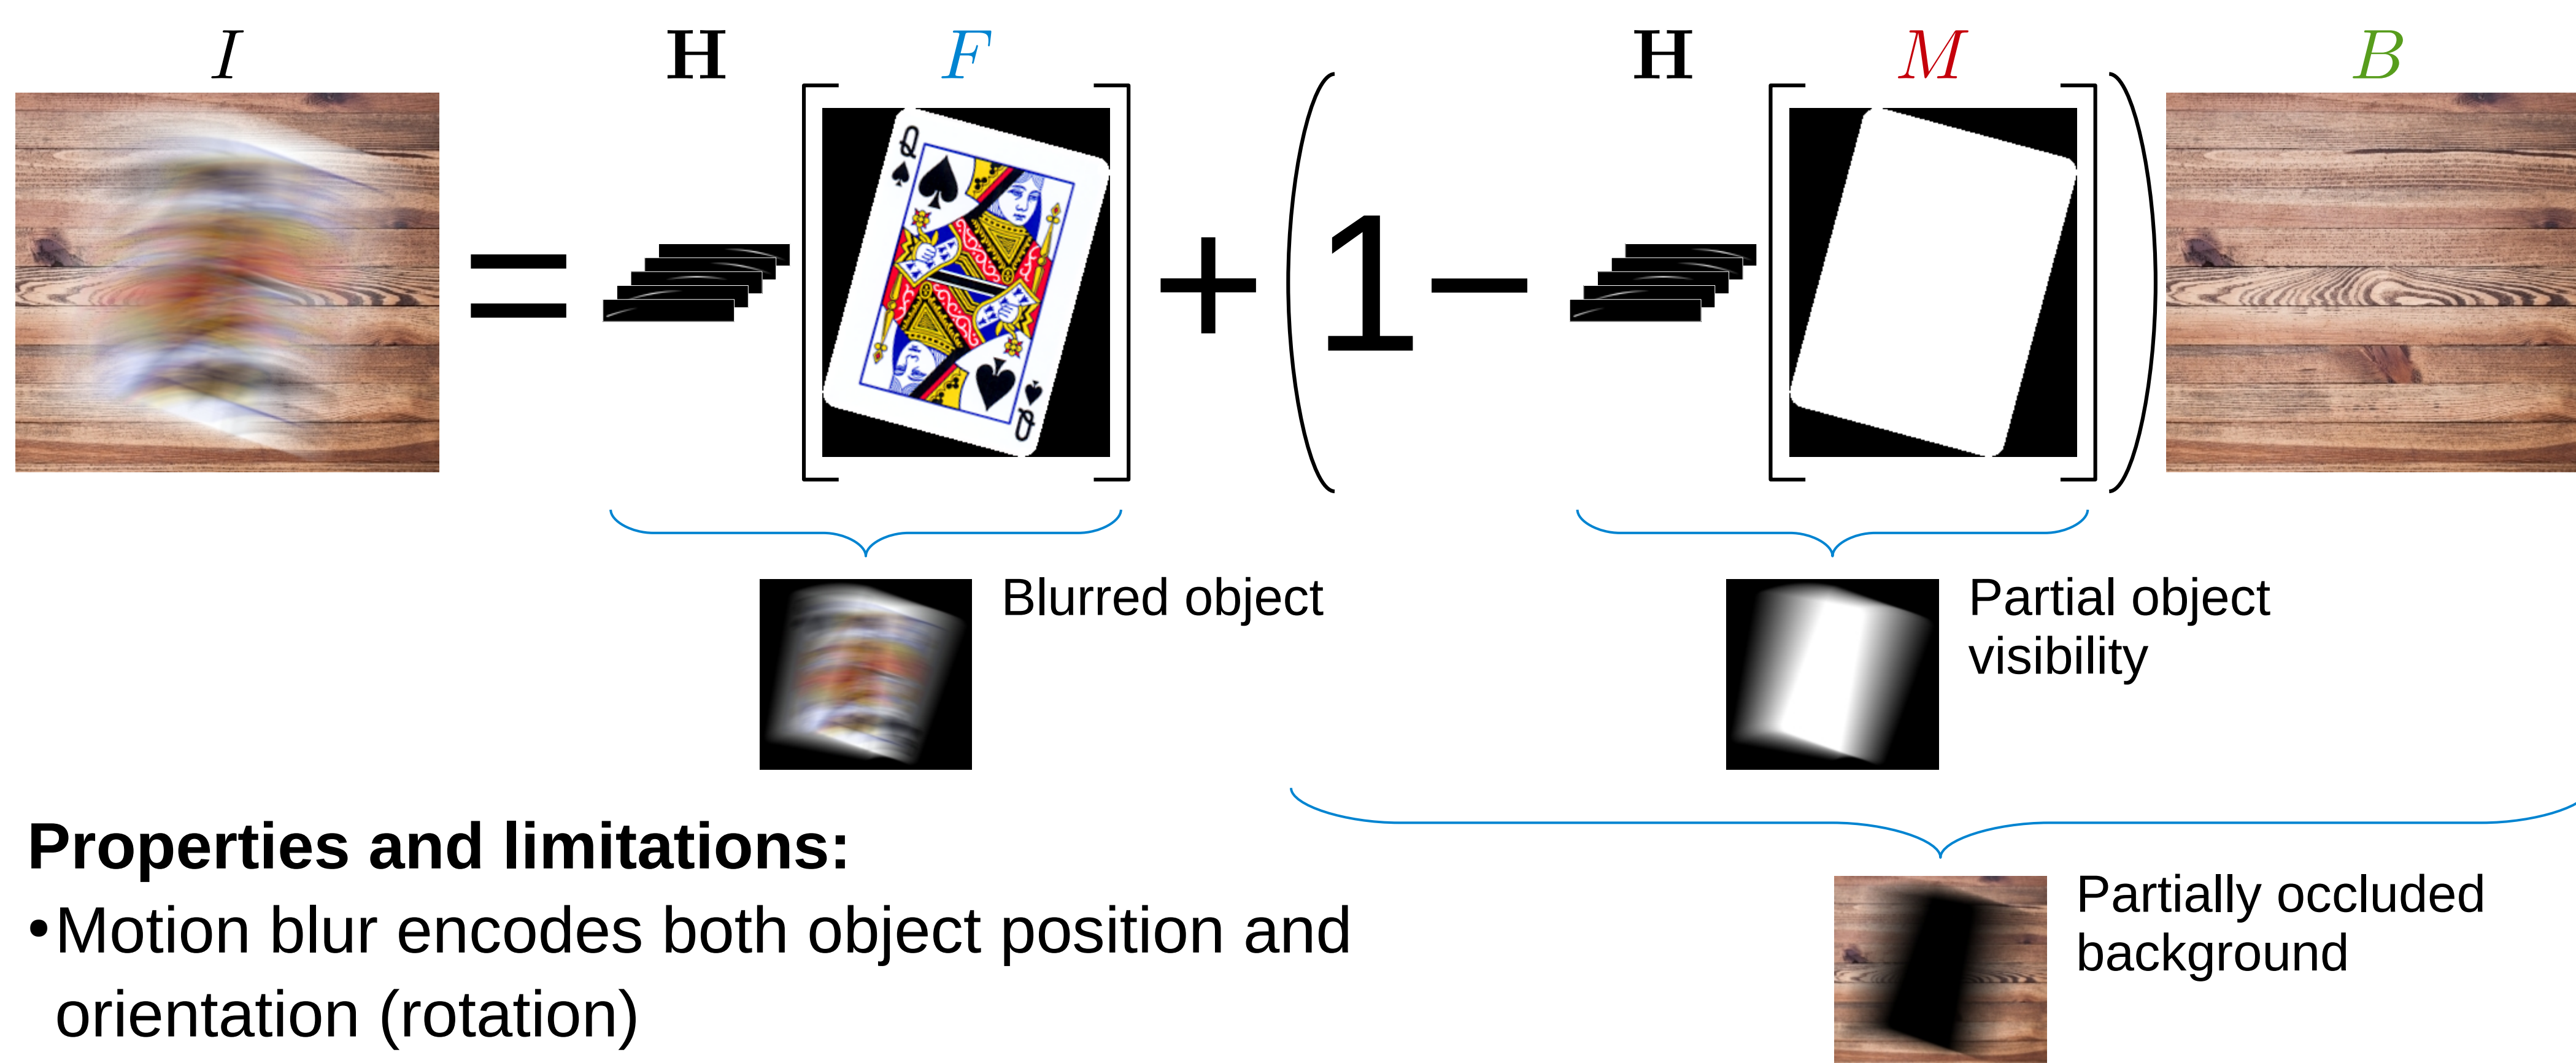 I H F H M B
= [ Q Q ] + ( 1 − [ ] )
Blurred object
Partial object
visibility
Properties and limitations:
•Motion blur encodes both object position and
orientation (rotation)
Partially occluded
background